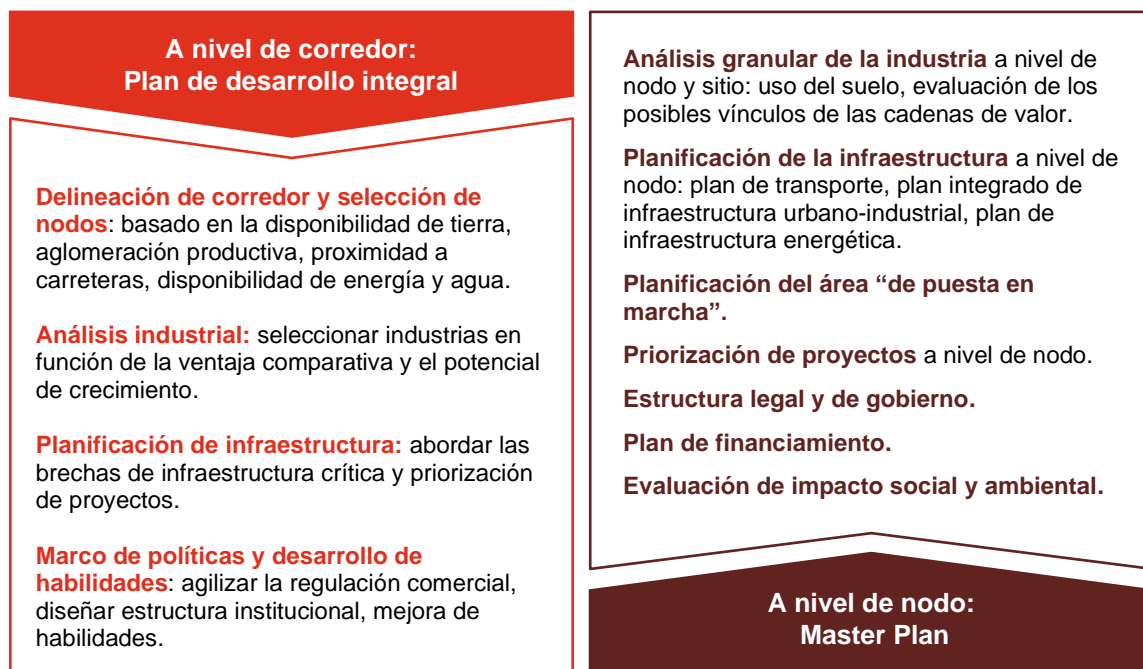 A nivel de corredor:
Plan de desarrollo integral
Delineación de corredor y selección de
nodos: basado en la disponibilidad de tierra,
aglomeración productiva, proximidad a
carreteras, disponibilidad de energía y agua.
Análisis industrial: seleccionar industrias en
función de la ventaja comparativa y el potencial
de crecimiento.
Planificación de infraestructura: abordar las
brechas de infraestructura crítica y priorización
de proyectos.
Marco de políticas y desarrollo de
habilidades: agilizar la regulación comercial,
diseñar estructura institucional, mejora de
habilidades.
Análisis granular de la industria a nivel de
nodo y sitio: uso del suelo, evaluación de los
posibles vínculos de las cadenas de valor.
Planificación de la infraestructura a nivel de
nodo: plan de transporte, plan integrado de
infraestructura urbano-industrial, plan de
infraestructura energética.
Planificación del área “de puesta en
marcha”.
Priorización de proyectos a nivel de nodo.
Estructura legal y de gobierno.
Plan de financiamiento.
Evaluación de impacto social y ambiental.
A nivel de nodo:
Master Plan